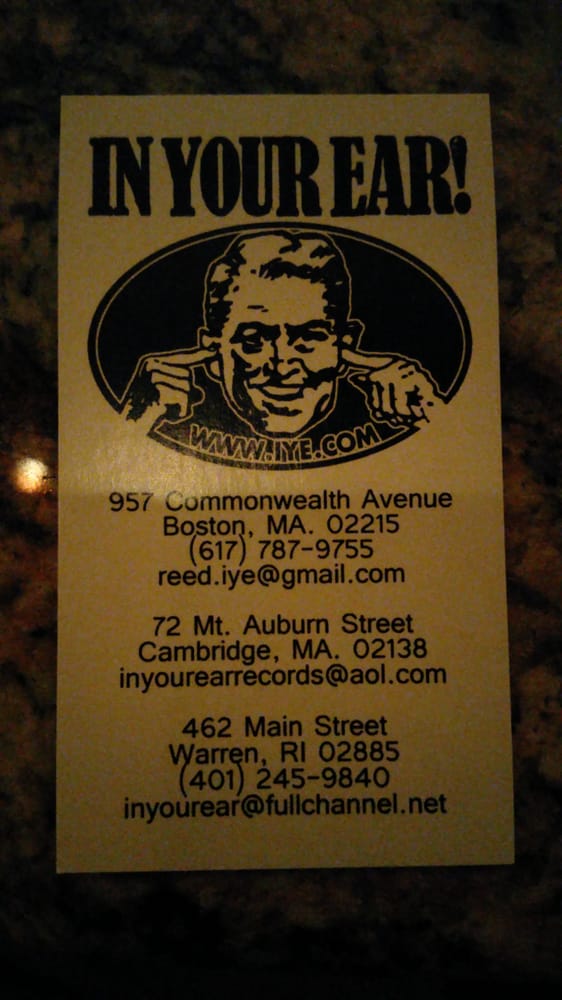 IN YOUR EAR!
WWW.IYE.COM
957 Commonwealth Avenue
Boston, MA. 02215
(617) 787-9755
reed.iye@gmail.com
72 Mt. Auburn Street
Cambridge, MA. 02138
inyourearrecords@aol.com
462 Main Street
Warren, RI 02885
(401) 245-9840
inyourear@fullchannel.net